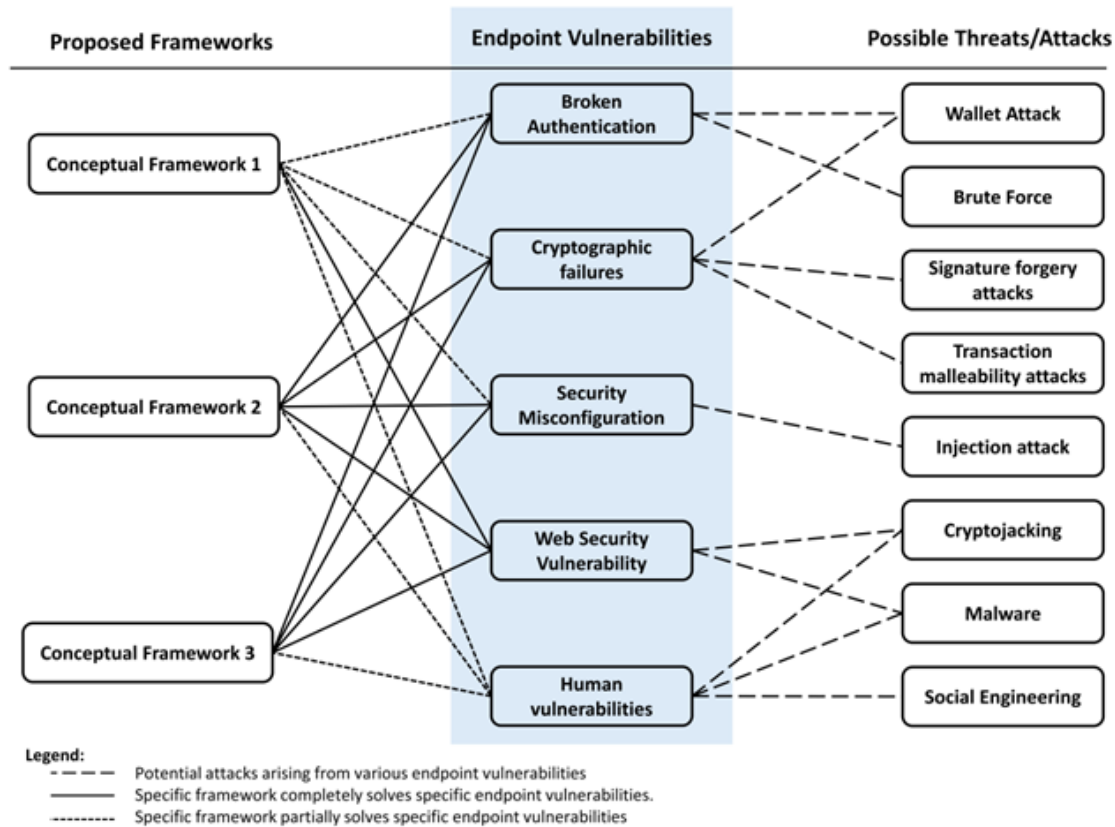 Proposed Frameworks
Endpoint Vulnerabilities
Possible Threats/Attacks
Conceptual Framework 1
Conceptual Framework 2
Conceptual Framework 3
Broken
Authentication
Cryptographic
failures
Security
Misconfiguration
Web Security
Vulnerability
Human
vulnerabilities
Wallet Attack
Brute Force
Signature forgery
attacks
Transaction
malleability attacks
Injection attack
Cryptojacking
Malware
Social Engineering
Legend:
Potential attacks arising from various endpoint vulnerabilities
Specific framework completely solves specific endpoint vulnerabilities.
Specific framework partially solves specific endpoint vulnerabilities